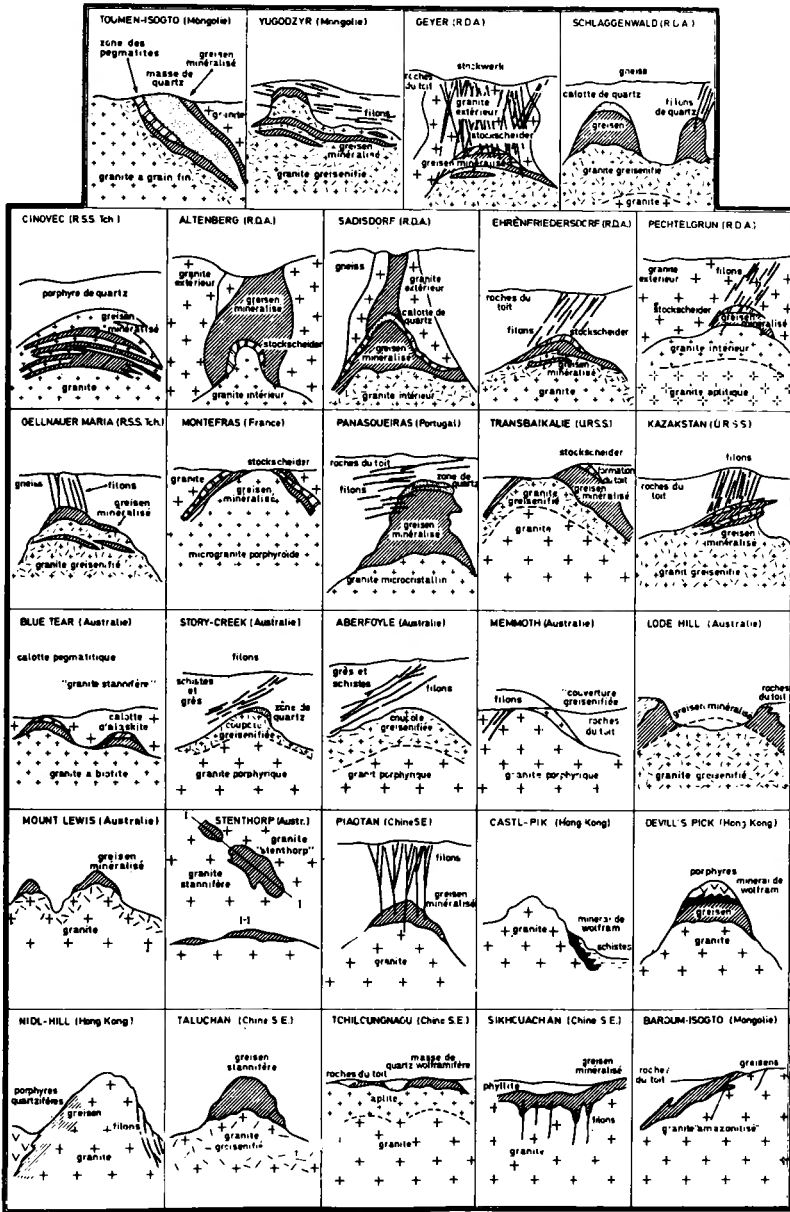 TOUMEN-ISOGTO (Mongolie)
zone des
pegmatites
greisen
minéralisé
masse de
quartz
granite
granite a grain fin
YUGODZYR (Mongolie)
filons
greisen
minéralisé
granite greisenifié
GEYER (R.D.A)
stockwerk
roches
du toit
granite
extérieur
stockscheider
greisen minéralisé
SCHLAGGENWALD (R.D.A)
gneiss
calotte de quartz
filons
de quartz
greisen
granite greisenifié
granite
CINOVEC (R.S.S. Tch)
porphyre de quartz
greisen
minéralisé
granite
ALTENBERG (R.D.A.)
granite
extérieur
greisen
minéralisé
stockscheider
granite intérieur
SADISDORF (R.D.A.)
gneiss
granite
extérieur
calotte de
quartz
greisen
minéralisé
granite intérieur
EHRENFRIEDERSDORF (R.D.A)
roches
du toit
filons
stockscheider
greisen
minéralisé
granite
PECHTELGRUN (R.D.A)
granite
extérieur
filons
stockscheider
greisen
minéralisé
granite intérieur
granite aplitique
OELLNAUER MARIA (R.S.S. Tch.)
gneiss
filons
greisen
minéralisé
granite greisenifié
MONTEFRAS (France)
stockscheider
granite
greisen
minéralisé
microgranite porphyroide
PANASQUEIRAS (Portugal)
roches du toit
filons
zone de
quartz
greisen
minéralisé
granite microcristallin
TRANSBAIKALIE (U.R.S.S.)
stockscheider
formation
du toit
granite
greisenifié
greisen
minéralisé
granite
KAZAKSTAN (U.R.S.S)
filons
roches du
toit
greisen
minéralisé
granit greisenifié
BLUE TEAR (Australie)
calotte pegmatitique
"granite stannifère"
calotte
d'alaskite
granite a biotite
STORY-CREEK (Australie)
filons
schistes
et
grès
zône de
quartz
coupole
greisenifiée
granite porphyrique
ABERFOYLE (Australie)
grès et
schistes
filons
coupole
greisenifiée
granit porphyrique
MEMMOTH (Australie)
filons
"couverture
greisenifiée"
roches
du toit
granite porphyrique
LODE HILL (Australie)
greisen minéralisé
roches
du toit
granite greisenifié
MOUNT LEWIS (Australie)
greisen
minéralisé
granite
STENTHORP (Austr.)
I
granite
"stenthorp"
granite
stannifère
I
I-I
PIAOTAN (Chine SE)
filons
greisen
minéralisé
granite
CASTL-PIK (Hong Kong)
granite
minerai de
wolfram
schistes
DEVILL'S PICK (Hong Kong)
porphyres
minerai de
wolfram
greisen
granite
NIDL-HILL (Hong Kong)
porphyres
quartzifères
greisen
filons
granite
TALUCHAN (Chine S.E.)
greisen
stannifère
granite
greisenifié
TCHILCUNGNAGU (Chine S.E.)
roches du toit
masse de
quartz wolframifère
aplite
granite
SIKHCUACHAN (Chine S.E.)
greisen
minéralisé
phyllite
filons
granite
BAROUM-ISOGTO (Mongolie)
greisens
roches
du toit
granite "amazonitisé"